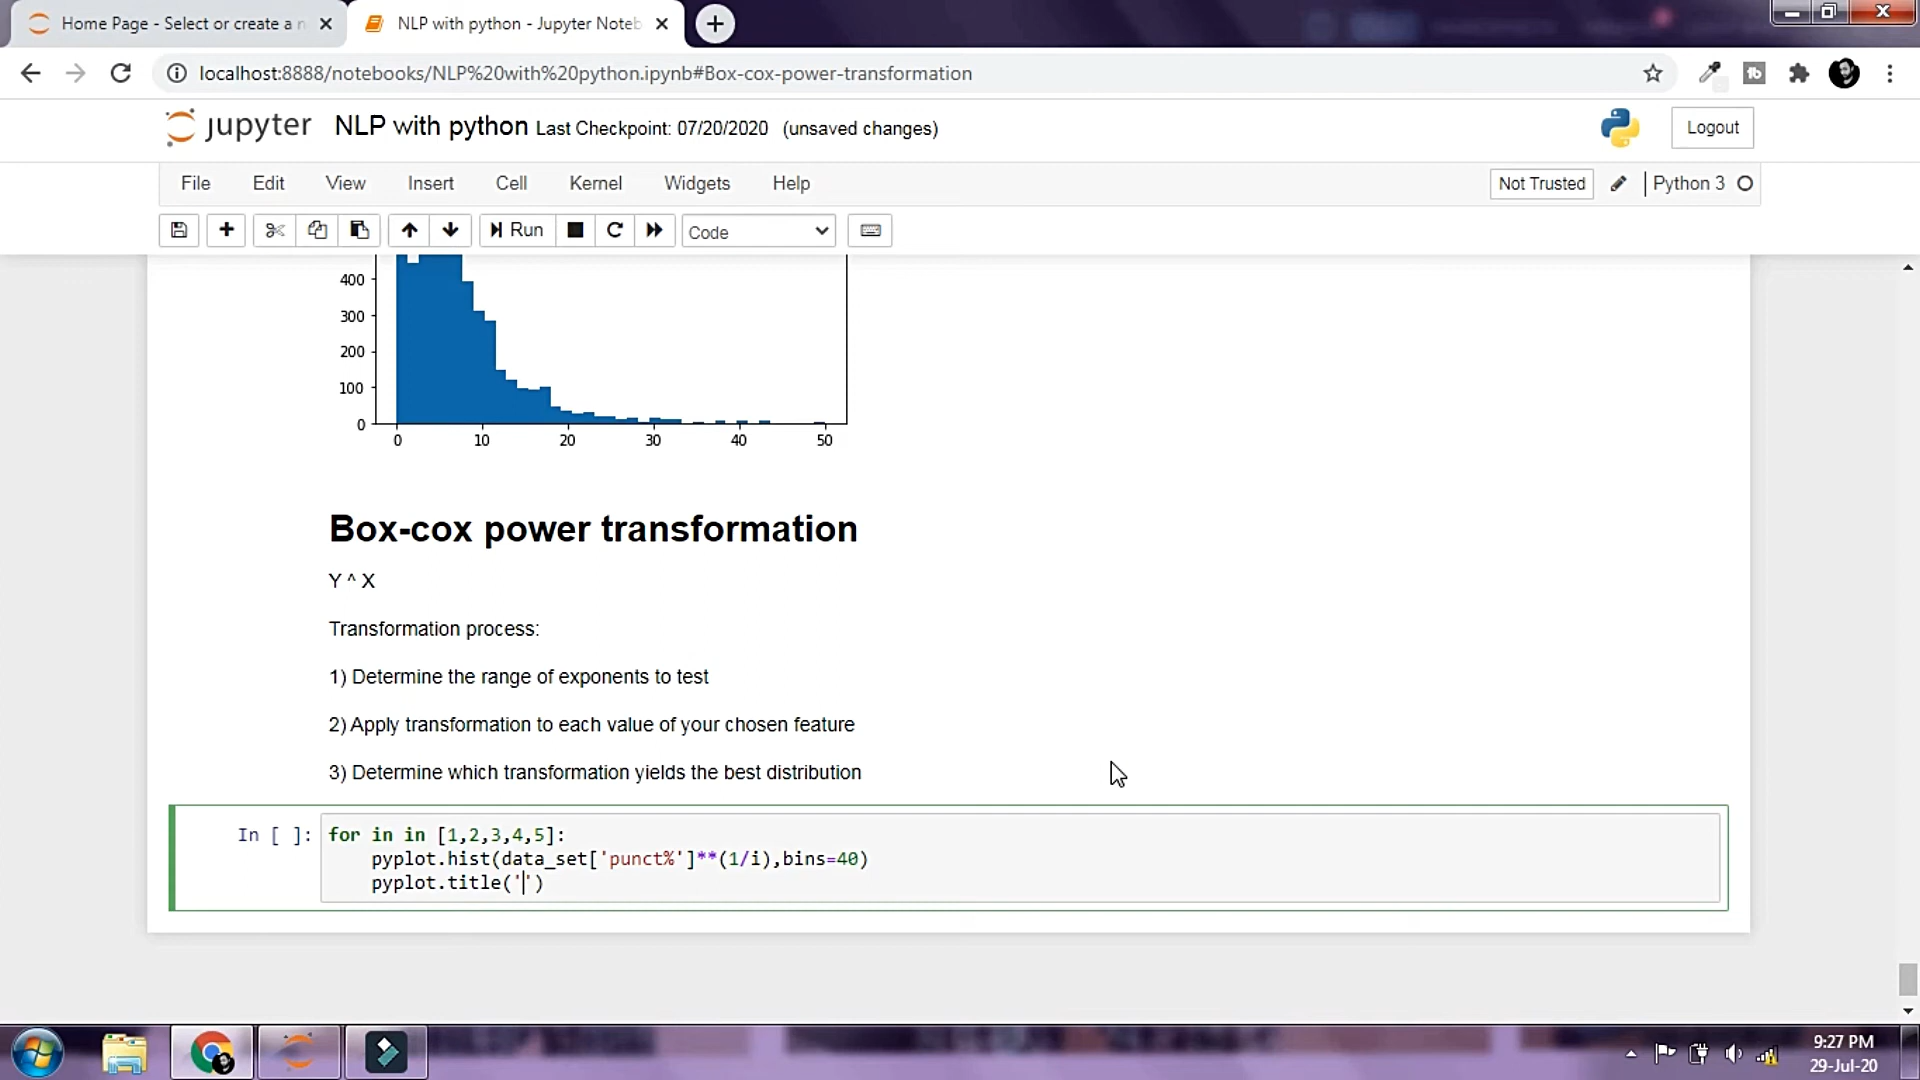 Home Page - Select or create a n
NLP with python - Jupyter Noteb
localhost:8888/notebooks/NLP%20with%20python.ipynb#Box-cox-power-transformation
jupyter NLP with python Last Checkpoint: 07/20/2020 (unsaved changes)
Logout
File Edit View Insert Cell Kernel Widgets Help
Not Trusted Python 3
Run Code
400
300
200
100
0
0 10 20 30 40 50
Box-cox power transformation
Y ^ X
Transformation process:
1) Determine the range of exponents to test
2) Apply transformation to each value of your chosen feature
3) Determine which transformation yields the best distribution
In [ ]: for in in [1,2,3,4,5]:
pyplot.hist(data_set['punct%']**(1/i),bins=40)
pyplot.title('')
9:27 PM
29-Jul-20